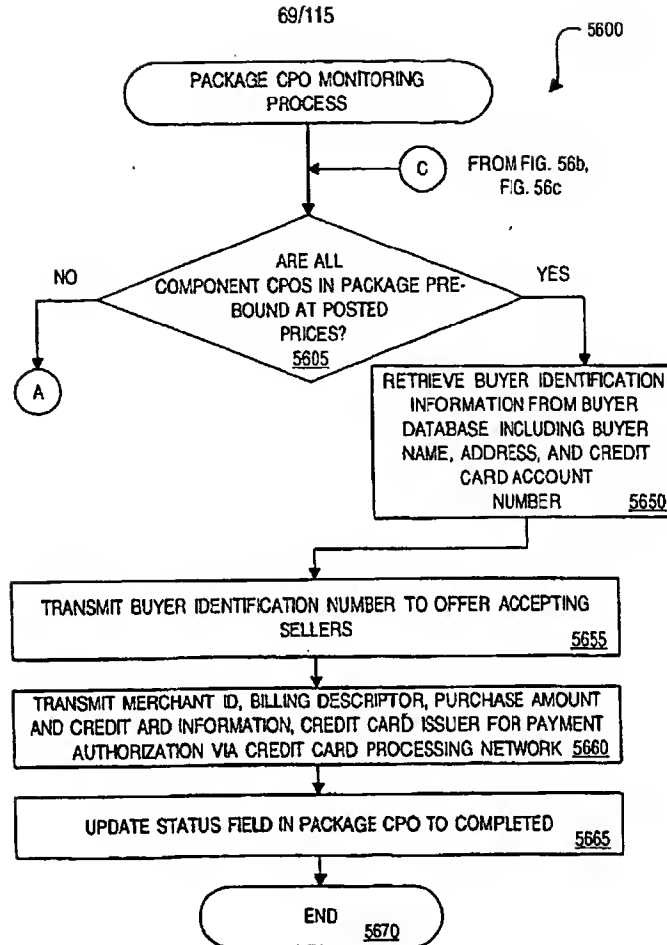 69/115
5600
PACKAGE CPO MONITORING
PROCESS
C
FROM FIG. 56b,
FIG. 56c
NO
YES
ARE ALL
COMPONENT CPOS IN PACKAGE PRE-
BOUND AT POSTED
PRICES?
5605
A
RETRIEVE BUYER IDENTIFICATION
INFORMATION FROM BUYER
DATABASE INCLUDING BUYER
NAME, ADDRESS, AND CREDIT
CARD ACCOUNT
NUMBER 5650
TRANSMIT BUYER IDENTIFICATION NUMBER TO OFFER ACCEPTING
SELLERS
5655
TRANSMIT MERCHANT ID, BILLING DESCRIPTOR, PURCHASE AMOUNT
AND CREDIT ARD INFORMATION, CREDIT CARD ISSUER FOR PAYMENT
AUTHORIZATION VIA CREDIT CARD PROCESSING NETWORK 5660
UPDATE STATUS FIELD IN PACKAGE CPO TO COMPLETED
5665
END
5670